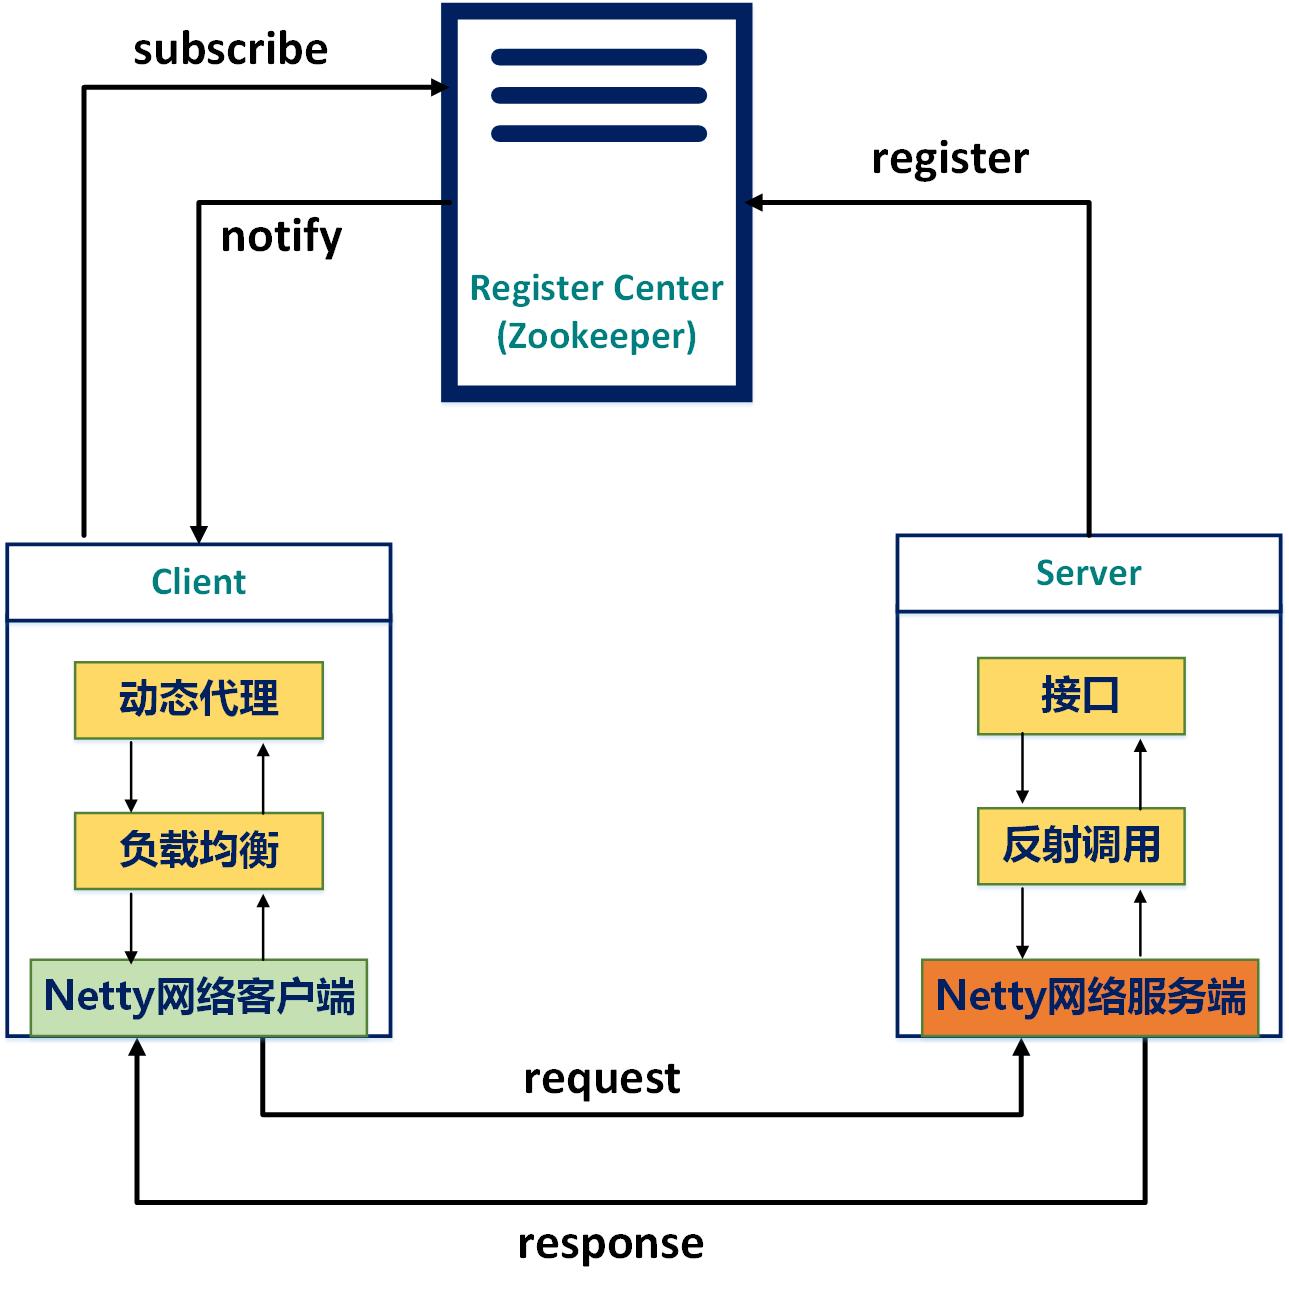 subscribe
register
notify
Register Center
(Zookeeper)
Client
动态代理
负载均衡
Netty网络客户端
Server
接口
反射调用
Netty网络服务端
request
response